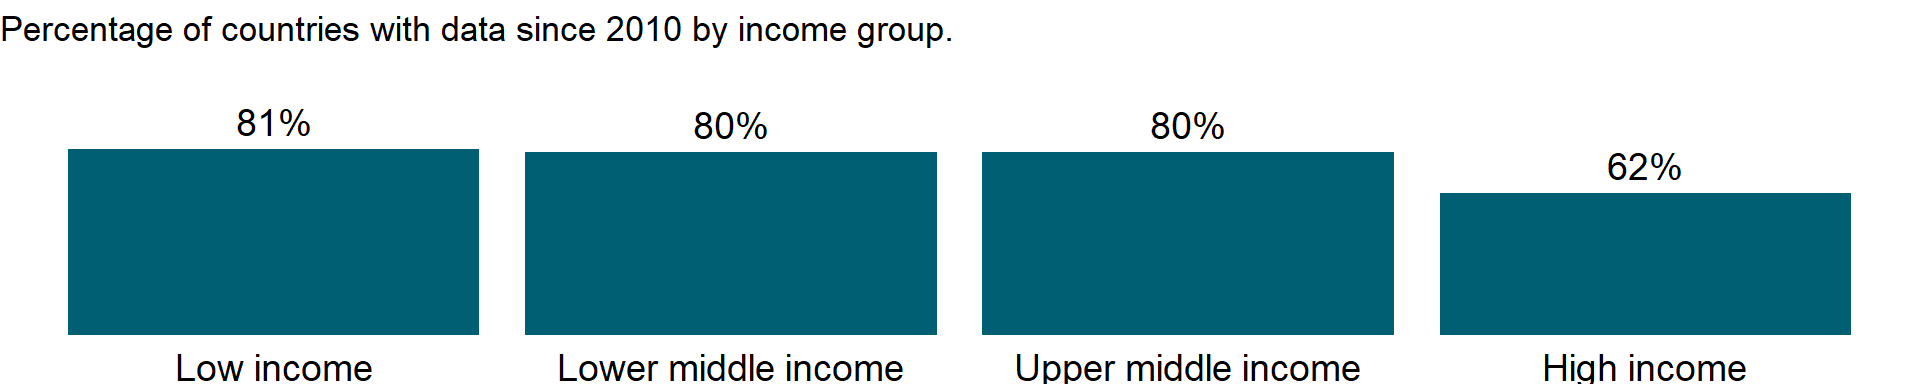 Percentage of countries with data since 2010 by income group.
81%
80%
80%
62%
Low income
Lower middle income
Upper middle income
High income